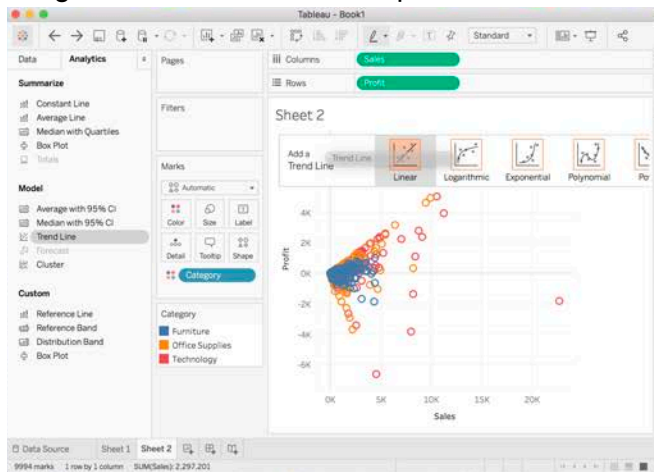 Tableau - Book1
Standard
Data
Analytics
Pages
Columns
Sales
Rows
Profit
Summarize
Constant Line
Average Line
Median with Quartiles
Box Plot
Totals
Model
Average with 95% CI
Median with 95% CI
Trend Line
Forecast
Cluster
Custom
Reference Line
Reference Band
Distribution Band
Box Plot
Filters
Marks
Automatic
Color
Size
Label
Detail
Tooltip
Shape
Category
Category
Furniture
Office Supplies
Technology
Sheet 2
Add a
Trend Line
Trend Line
Linear
Logarithmic
Exponential
Polynomial
Po
4K
2K
0K
-2K
-4K
-6K
Profit
0K
5K
10K
15K
20K
Sales
Data Source
Sheet 1
Sheet 2
9994 marks
1 row by 1 column
SUM(Sales): 2,297,201